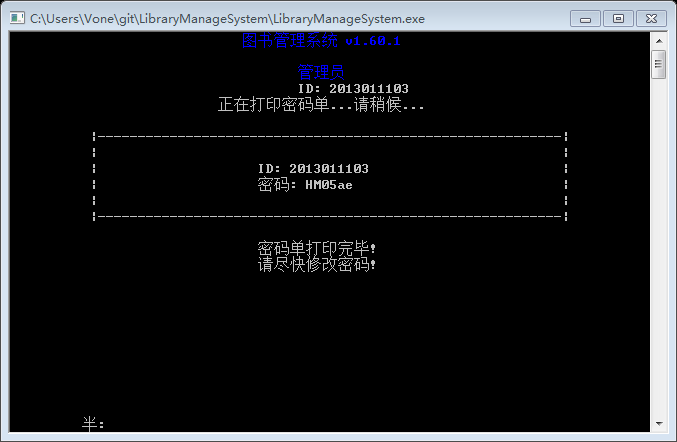 C:\Users\Vone\git\LibraryManageSystem\LibraryManageSystem.exe
图书管理系统 v1.60.1
管理员
ID: 2013011103
正在打印密码单...请稍候...
ID: 2013011103
密码: HM05ae
密码单打印完毕!
请尽快修改密码!
半: